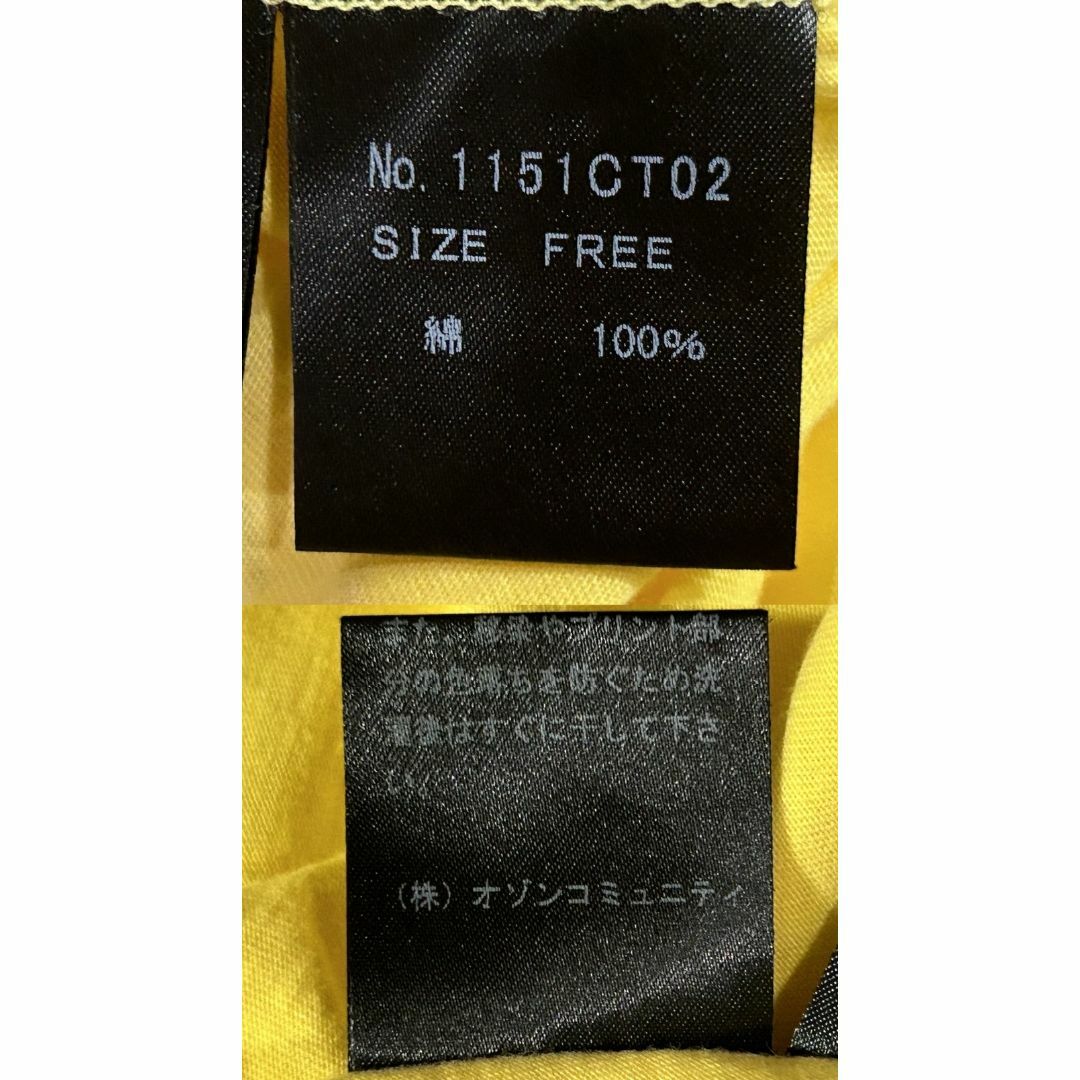 No. 1151CT02
SIZE FREE
綿 100%
また、濃染やプリント部
分の色落ちを防ぐため洗
濯後はすぐに干して下さ
い。
(株) オゾンコミュニティ